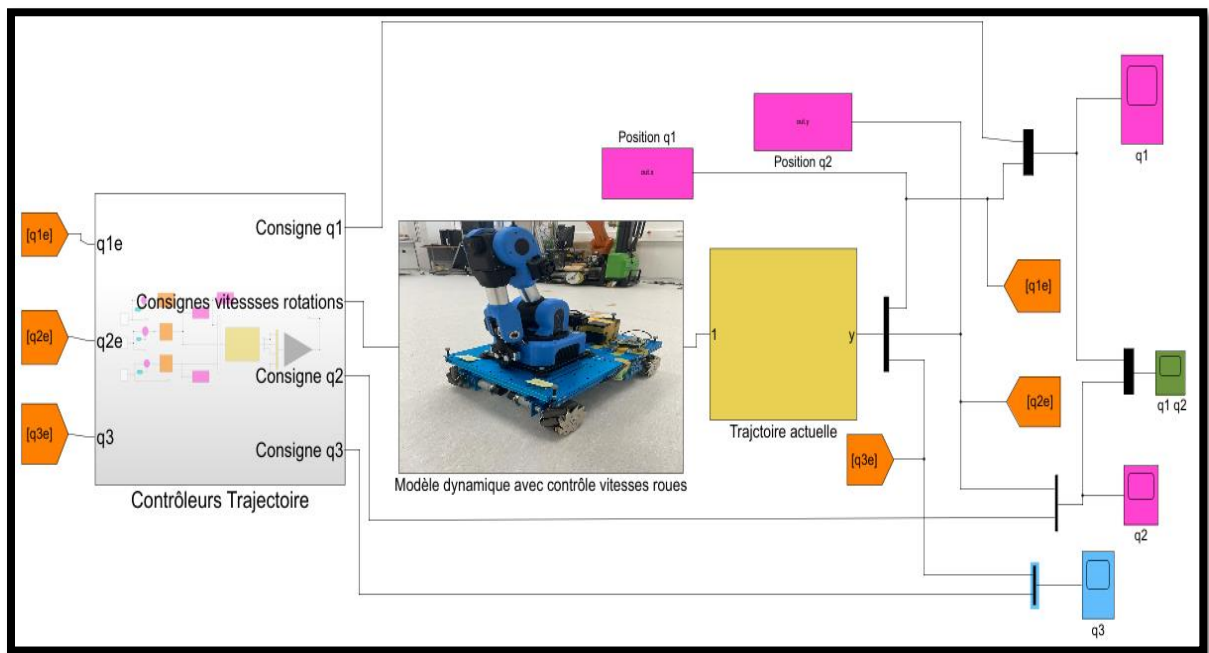 q1
out.y
Position q1
Position q2
out.x
[q1e]
q1e
Consigne q1
[q1e]
Consignes vitessses rotations
1
y
[q2e]
q2e
Consigne q2
[q2e]
q1 q2
[q3e]
q3
Consigne q3
Trajctoire actuelle
[q3e]
Contrôleurs Trajectoire
Modèle dynamique avec contrôle vitesses roues
q2
q3